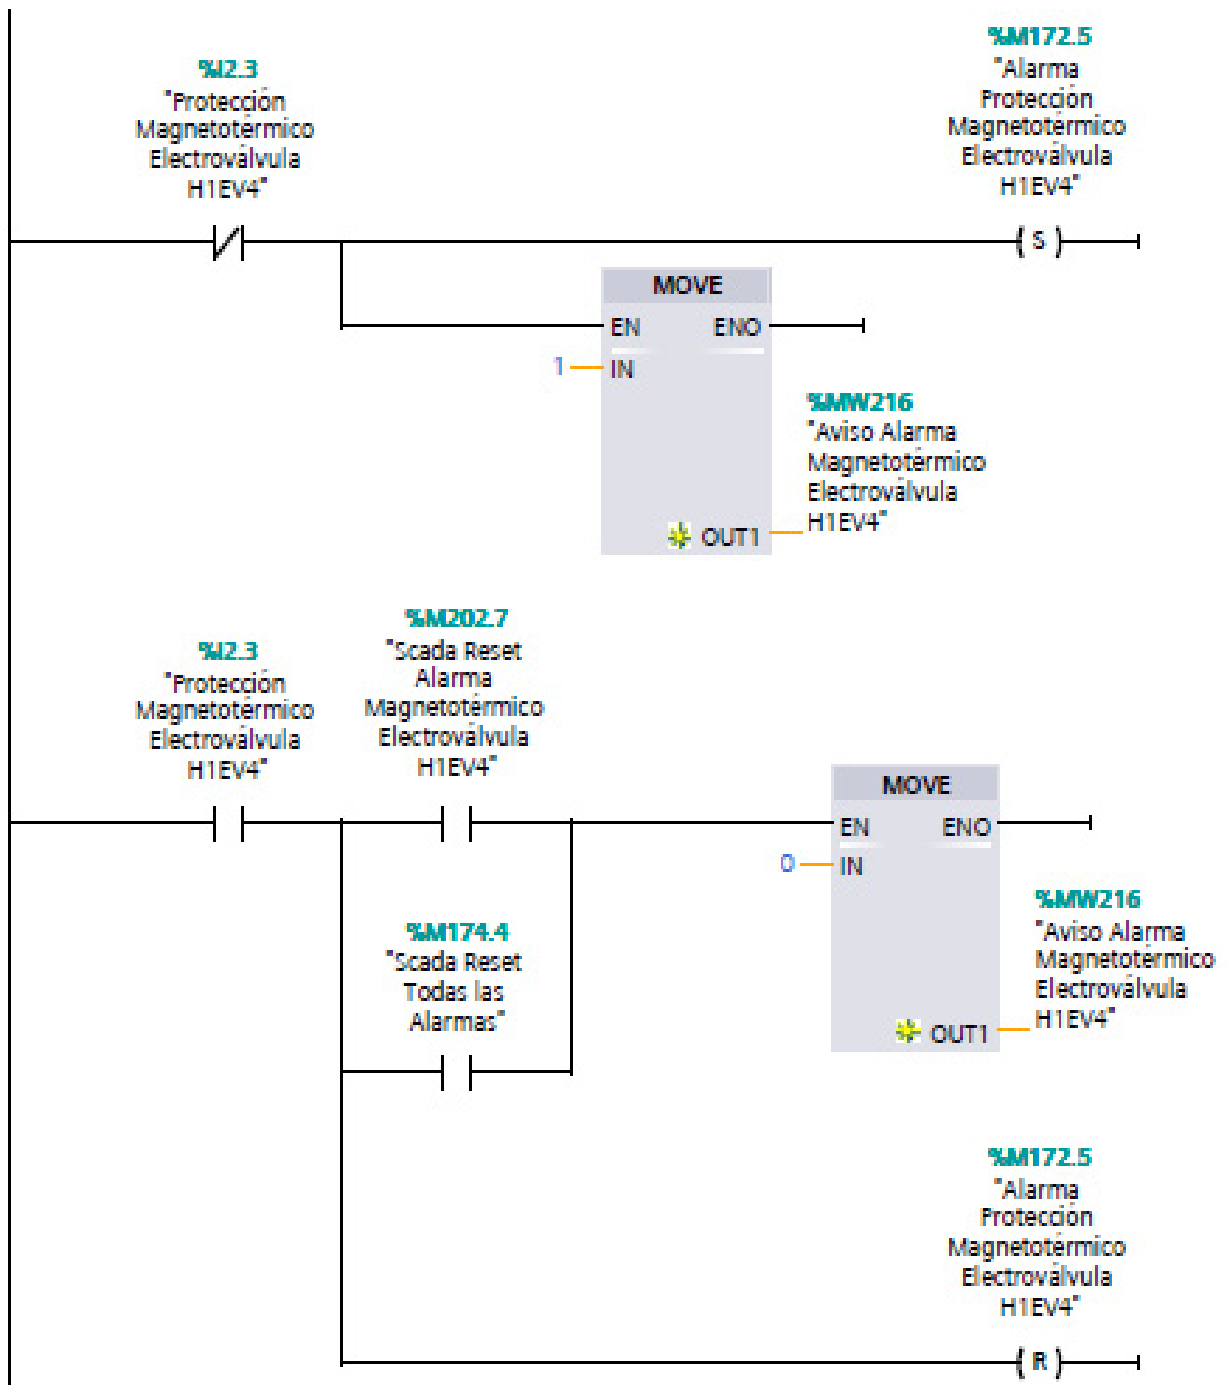 %M172.5
"Alarma
Protección
Magnetotérmico
Electroválvula
H1EV4"
%I2.3
"Protección
Magnetotérmico
Electroválvula
H1EV4"
S
MOVE
EN ENO
1 IN
%MW216
"Aviso Alarma
Magnetotérmico
Electroválvula
H1EV4"
OUT1
%M202.7
"Scada Reset
Alarma
Magnetotérmico
Electroválvula
H1EV4"
%I2.3
"Protección
Magnetotérmico
Electroválvula
H1EV4"
MOVE
EN ENO
0 IN
%MW216
"Aviso Alarma
Magnetotérmico
Electroválvula
H1EV4"
OUT1
%M174.4
"Scada Reset
Todas las
Alarmas"
%M172.5
"Alarma
Protección
Magnetotérmico
Electroválvula
H1EV4"
R